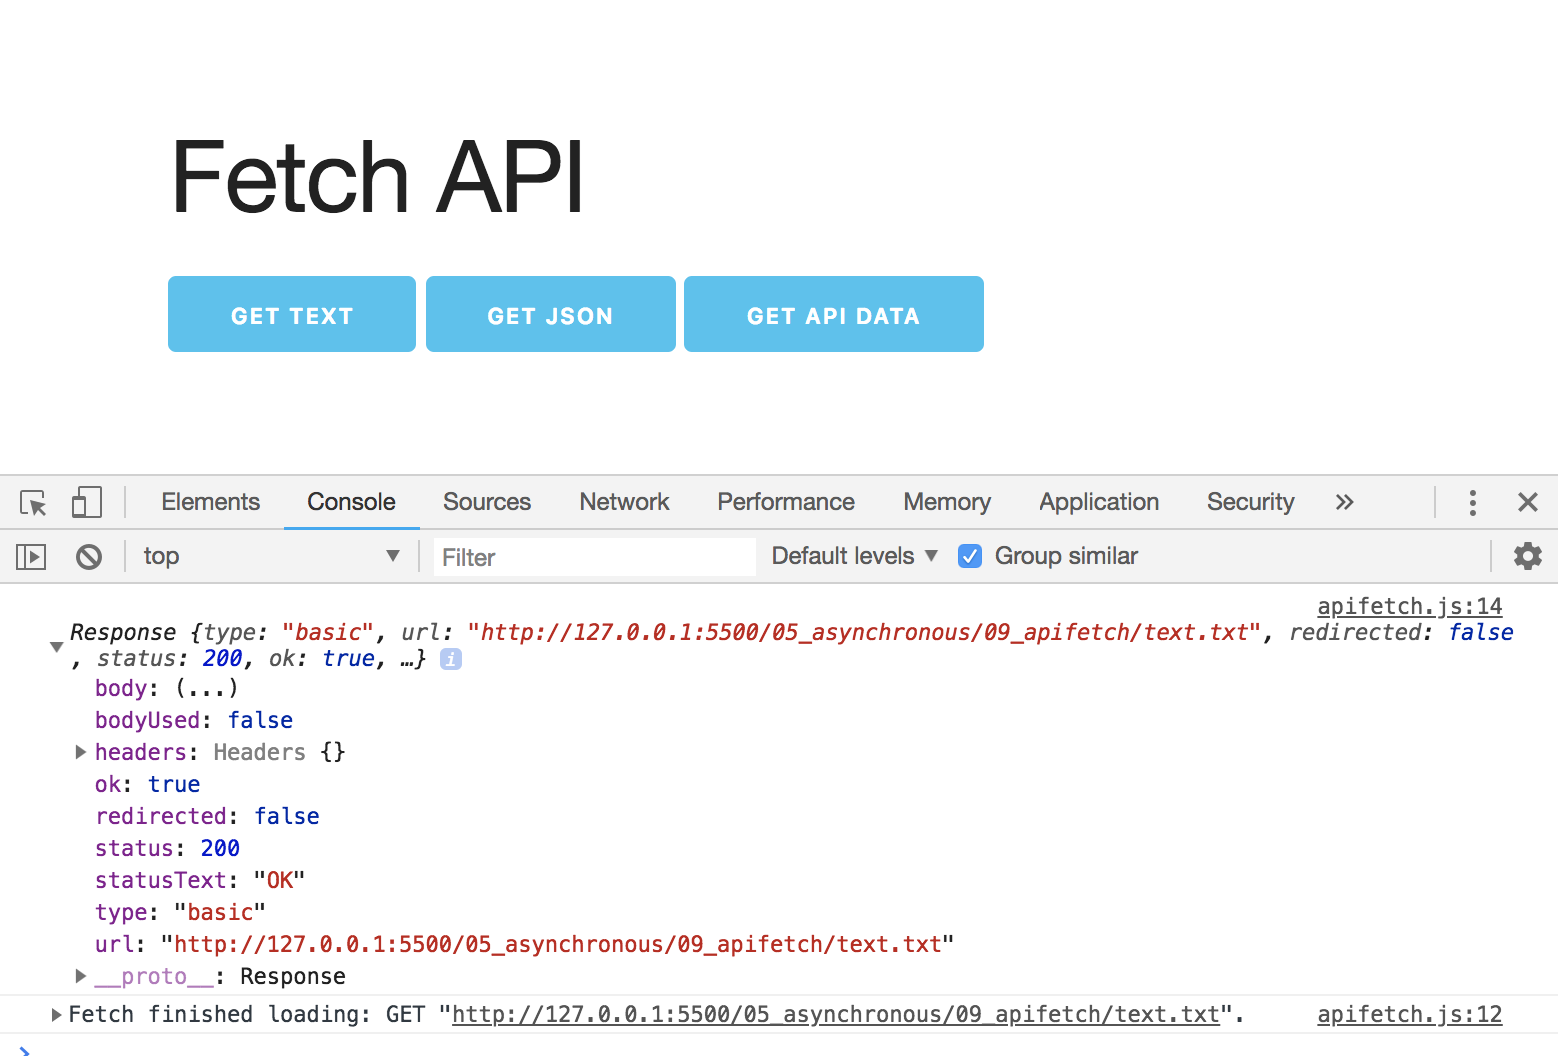 Fetch API
GET TEXT GET JSON GET API DATA
Elements Console Sources Network Performance Memory Application Security »
top ▼ Filter Default levels ▼ Group similar
apifetch.js:14
Response {type: "basic", url: "http://127.0.0.1:5500/05_asynchronous/09_apifetch/text.txt", redirected: false
, status: 200, ok: true, …} i
body: (...)
bodyUsed: false
headers: Headers {}
ok: true
redirected: false
status: 200
statusText: "OK"
type: "basic"
url: "http://127.0.0.1:5500/05_asynchronous/09_apifetch/text.txt"
__proto__: Response
Fetch finished loading: GET "http://127.0.0.1:5500/05_asynchronous/09_apifetch/text.txt". apifetch.js:12